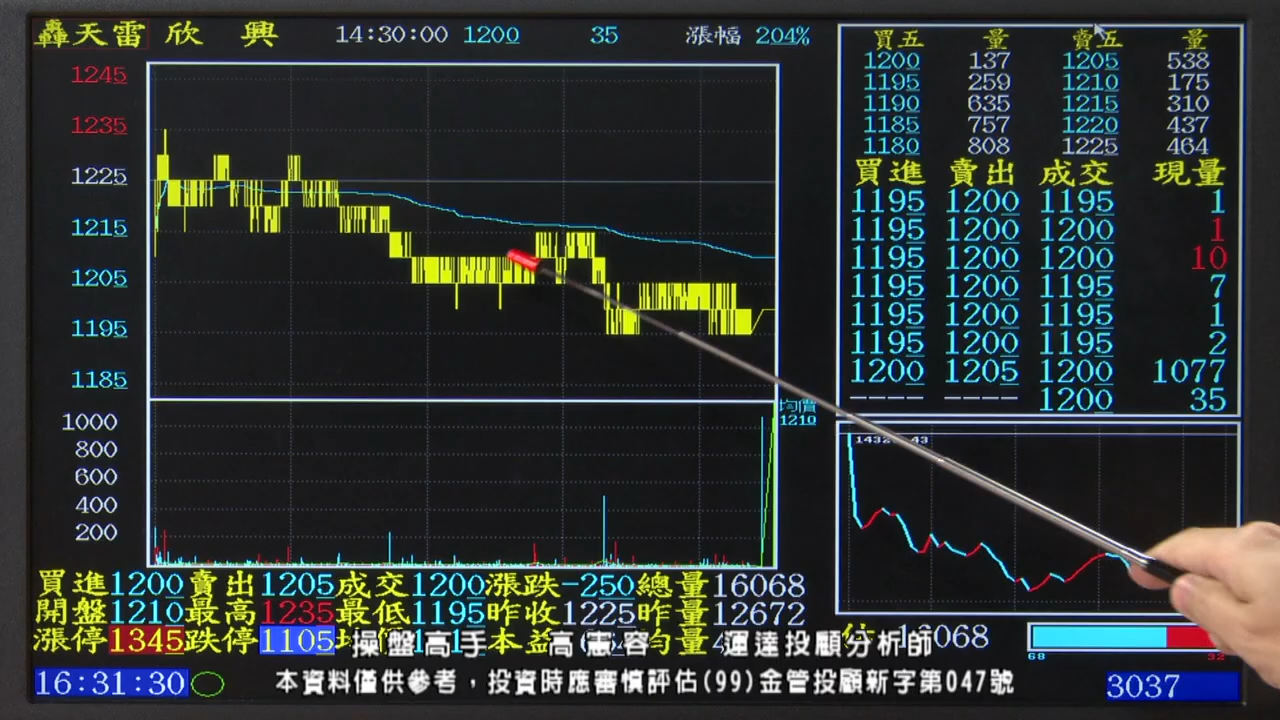 轟天雷 欣 興 14:30:00 1200 35 漲幅 204%
1245
1235
1225
1215
1205
1195
1185
1000
800
600
400
200
均價
1210
買五 量 賣五 量
1200 137 1205 538
1195 259 1210 175
1190 635 1215 310
1185 757 1220 437
1180 808 1225 464
買進 賣出 成交 現量
1195 1200 1195 1
1195 1200 1195 1
1195 1200 1195 10
1195 1200 1195 7
1195 1200 1195 1
1195 1200 1195 2
1200 1205 1200 1077
---- ---- 1200 35
買進1200賣出1205成交1200漲跌-250總量16068
開盤1210最高1235最低1195昨收1225昨量12672
漲停1345跌停1105 本益 均量
16068
68 32
操盤高手 高憲容 運達投顧分析師
本資料僅供參考，投資時應審慎評估(99)金管投顧新字第047號
16:31:30
3037